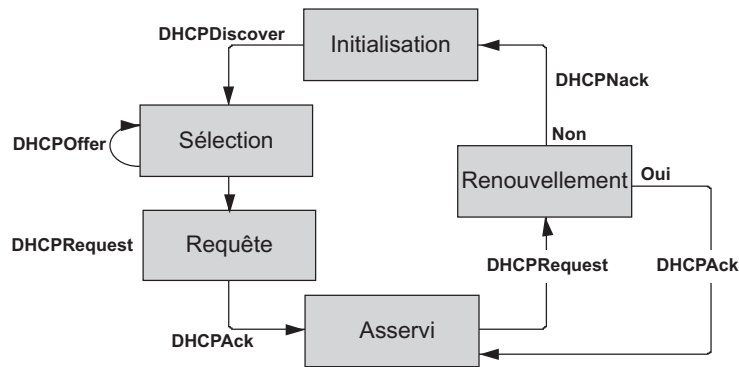 DHCPDiscover
Initialisation
DHCPNack
DHCPOffer
Sélection
Non
Renouvellement
Oui
DHCPRequest
Requête
DHCPRequest
DHCPAck
DHCPAck
Asservi